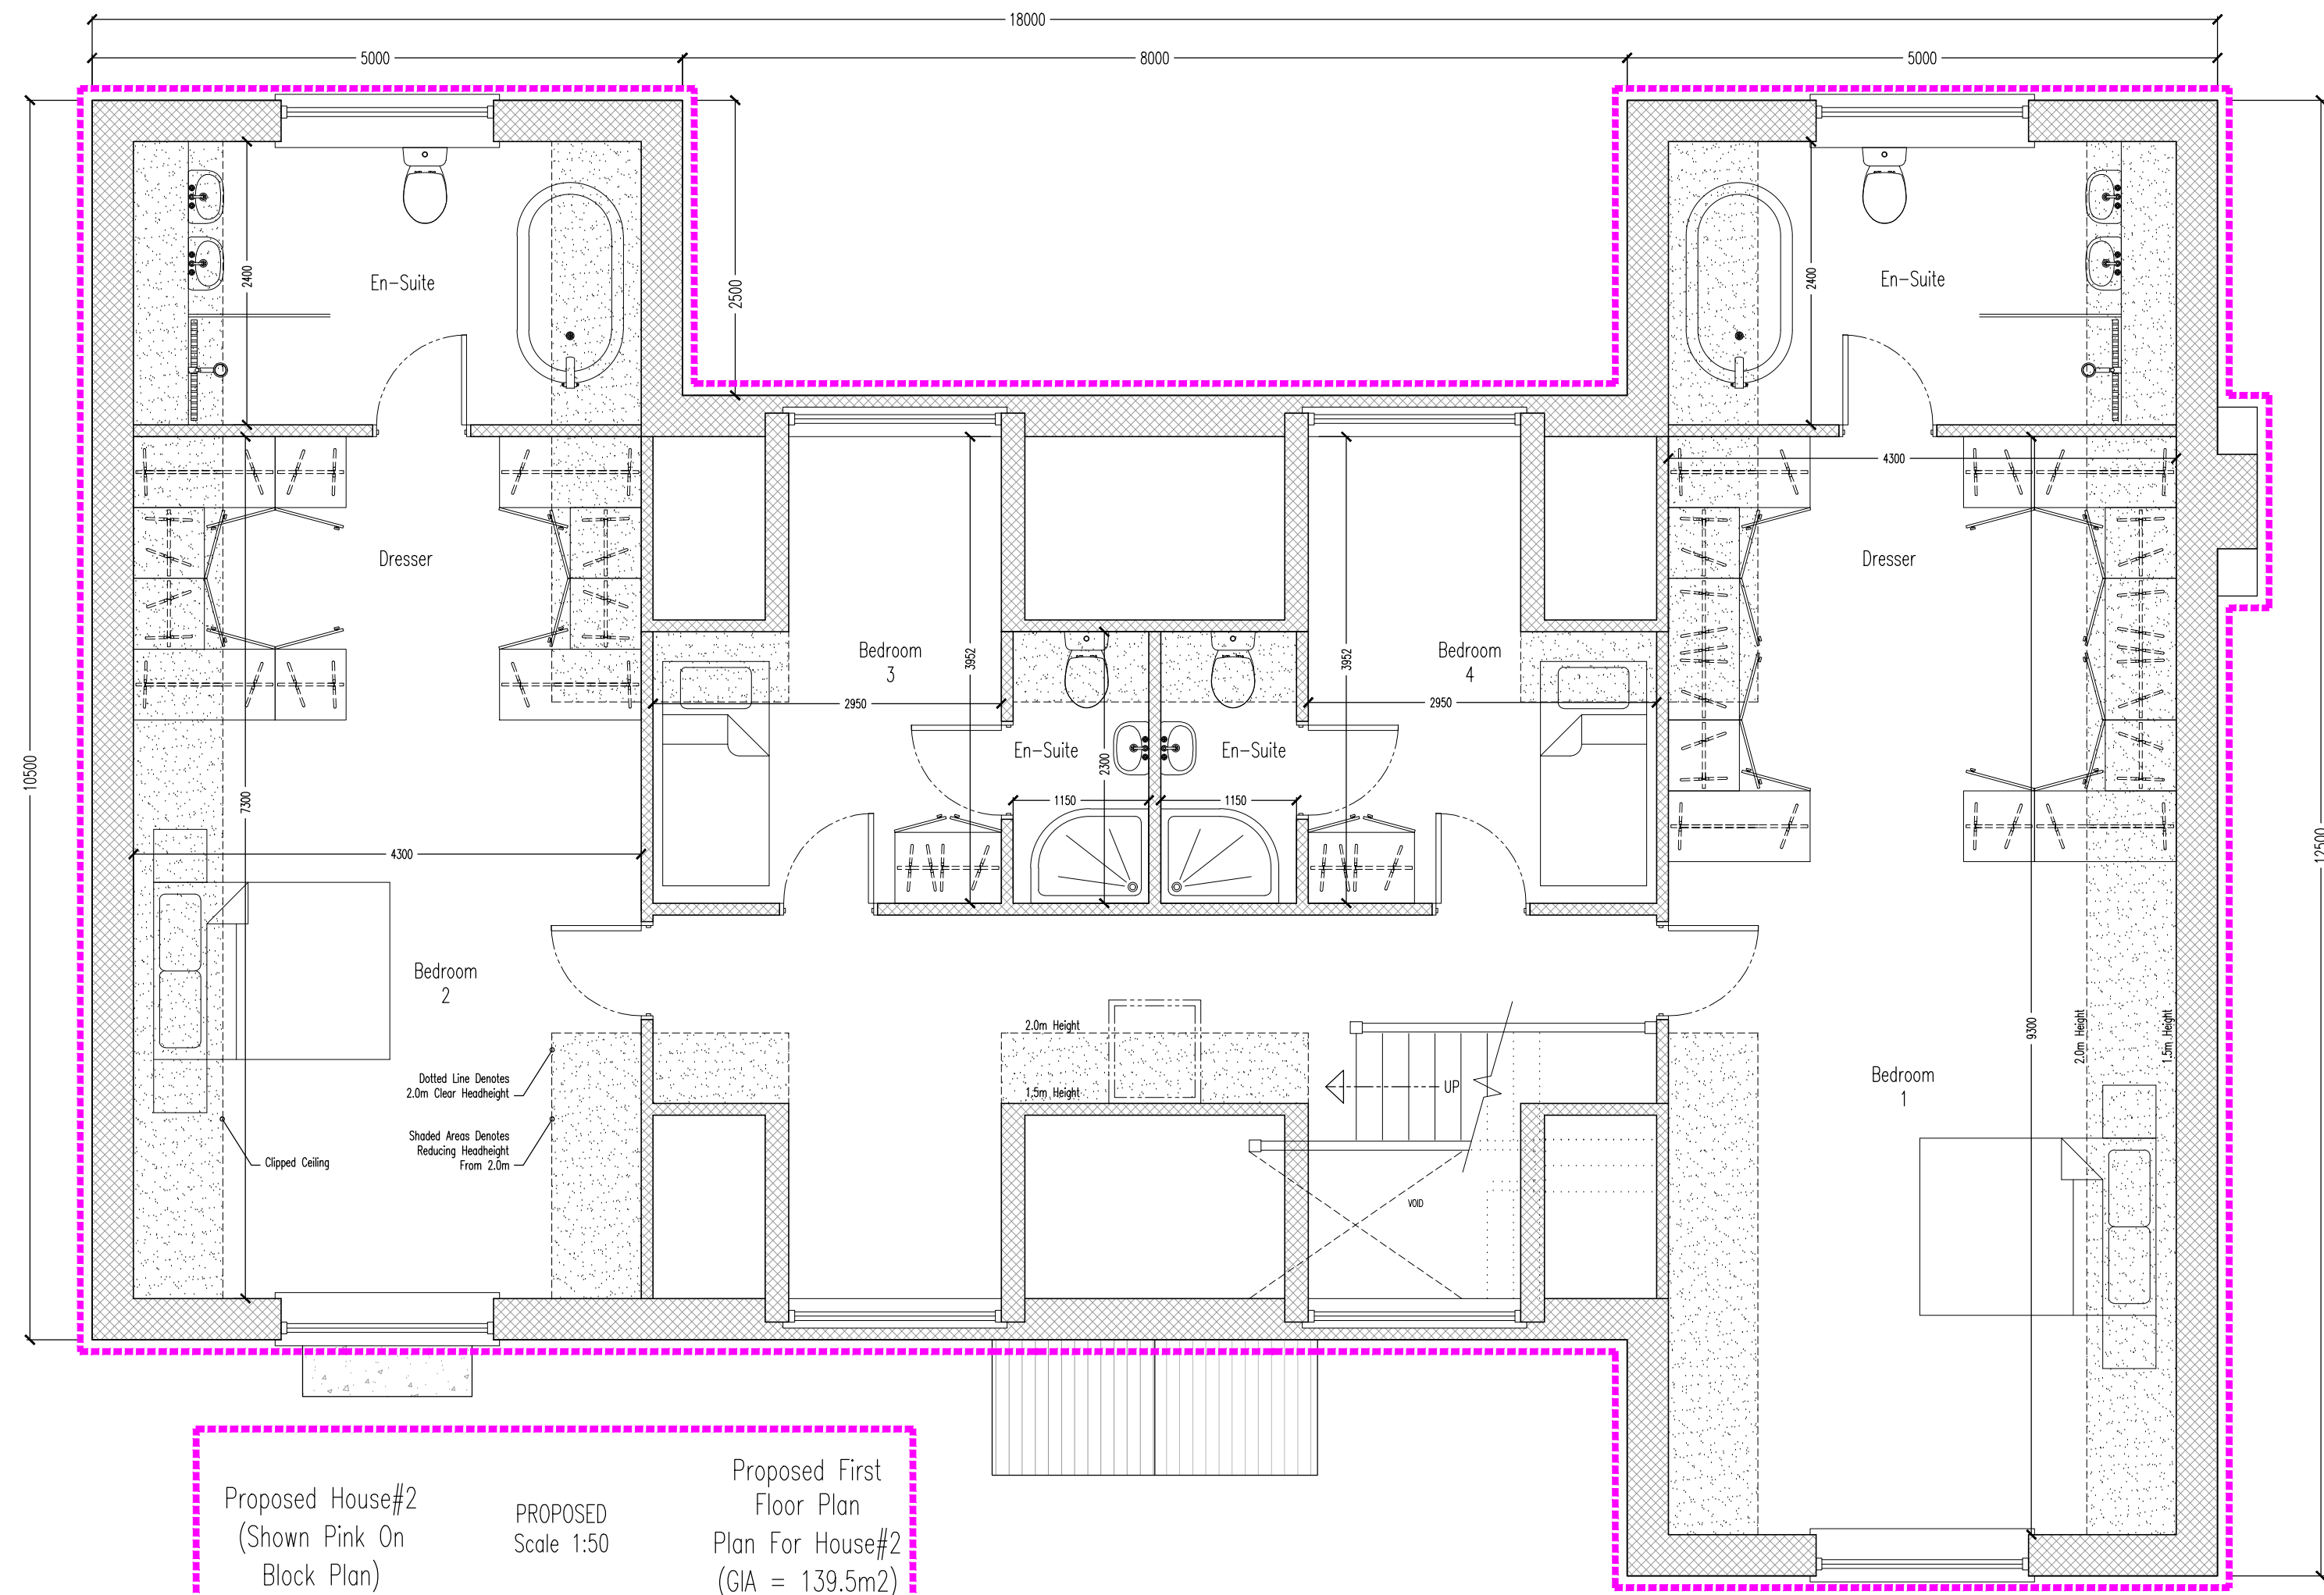 18000
5000
8000
5000
10500
2500
12500
2400
En-Suite
2400
En-Suite
4300
Dresser
Dresser
Bedroom
3
3952
2950
Bedroom
4
3952
2950
En-Suite
2300
En-Suite
1150
1150
7300
4300
Bedroom
2
2.0m Height
1.5m Height
UP
VOID
Dotted Line Denotes
2.0m Clear Headheight
Shaded Areas Denotes
Reducing Headheight
From 2.0m
Clipped Ceiling
9300
2.0m Height
1.5m Height
Bedroom
1
Proposed House#2
(Shown Pink On
Block Plan)
PROPOSED
Scale 1:50
Proposed First
Floor Plan
Plan For House#2
(GIA = 139.5m2)